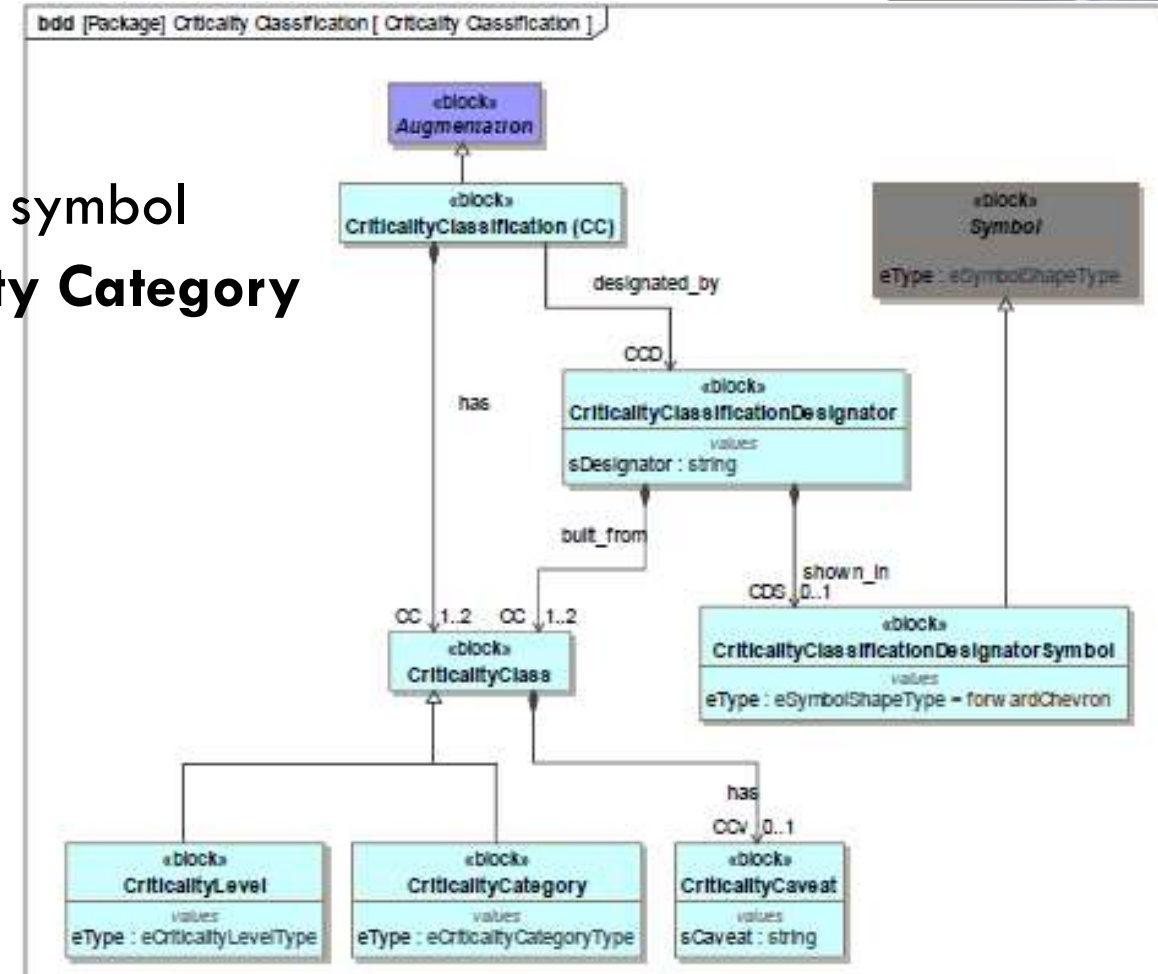 bdd [Package] Criticality Classification [ Criticality Classification ]
«block»
Augmentation
symbol
ty Category
«block»
CriticalityClassification (CC)
«block»
Symbol
eType : eSymbolShapeType
designated_by
CCD
has
«block»
CriticalityClassificationDesignator
values
sDesignator : string
built_from
shown_in
CDS 0..1
CC 1..2 CC 1..2
«block»
CriticalityClass
«block»
CriticalityClassificationDesignatorSymbol
values
eType : eSymbolShapeType = forwardChevron
has
CCv 0..1
«block»
CriticalityLevel
values
eType : eCriticalityLevelType
«block»
CriticalityCategory
values
eType : eCriticalityCategoryType
«block»
CriticalityCaveat
values
sCaveat : string